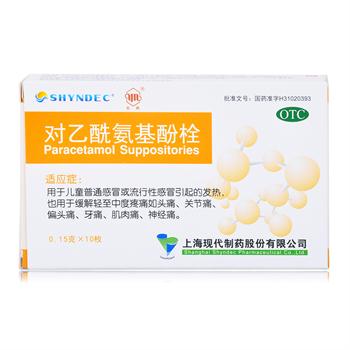 SHYNDEC®
批准文号：国药准字H31020393
OTC
对乙酰氨基酚栓
Paracetamol Suppositories
适应症：
用于儿童普通感冒或流行性感冒引起的发热，
也用于缓解轻至中度疼痛如头痛、关节痛、
偏头痛、牙痛、肌肉痛、神经痛。
0.15克×10枚
上海现代制药股份有限公司
Shanghai Shyndec Pharmaceutical Co.,Ltd